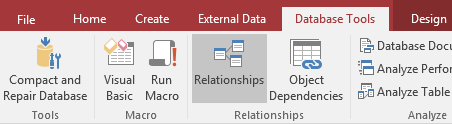 File Home Create External Data Database Tools Design
Compact and Repair Database
Visual Basic
Run Macro
Relationships
Object Dependencies
Database Docu
Analyze Perfor
Analyze Table
Tools Macro Relationships Analyze